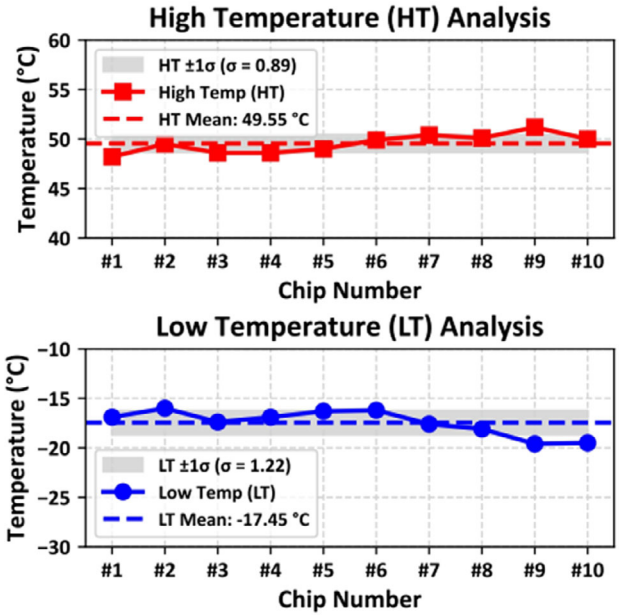 High Temperature (HT) Analysis
Temperature (°C)
60
55
50
45
40
HT ±1σ (σ = 0.89)
High Temp (HT)
HT Mean: 49.55 °C
#1 #2 #3 #4 #5 #6 #7 #8 #9 #10
Chip Number
Low Temperature (LT) Analysis
Temperature (°C)
−10
−15
−20
−25
−30
LT ±1σ (σ = 1.22)
Low Temp (LT)
LT Mean: -17.45 °C
#1 #2 #3 #4 #5 #6 #7 #8 #9 #10
Chip Number